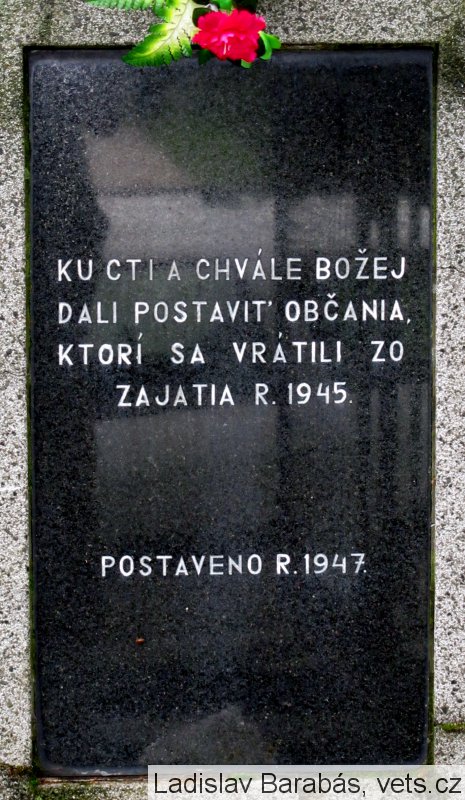 KU CTI A CHVÁLE BOŽEJ
DALI POSTAVIŤ OBČANIA,
KTORÍ SA VRÁTILI ZO
ZAJATIA R. 1945.
POSTAVENO R. 1947.
Ladislav Barabás, vets.cz